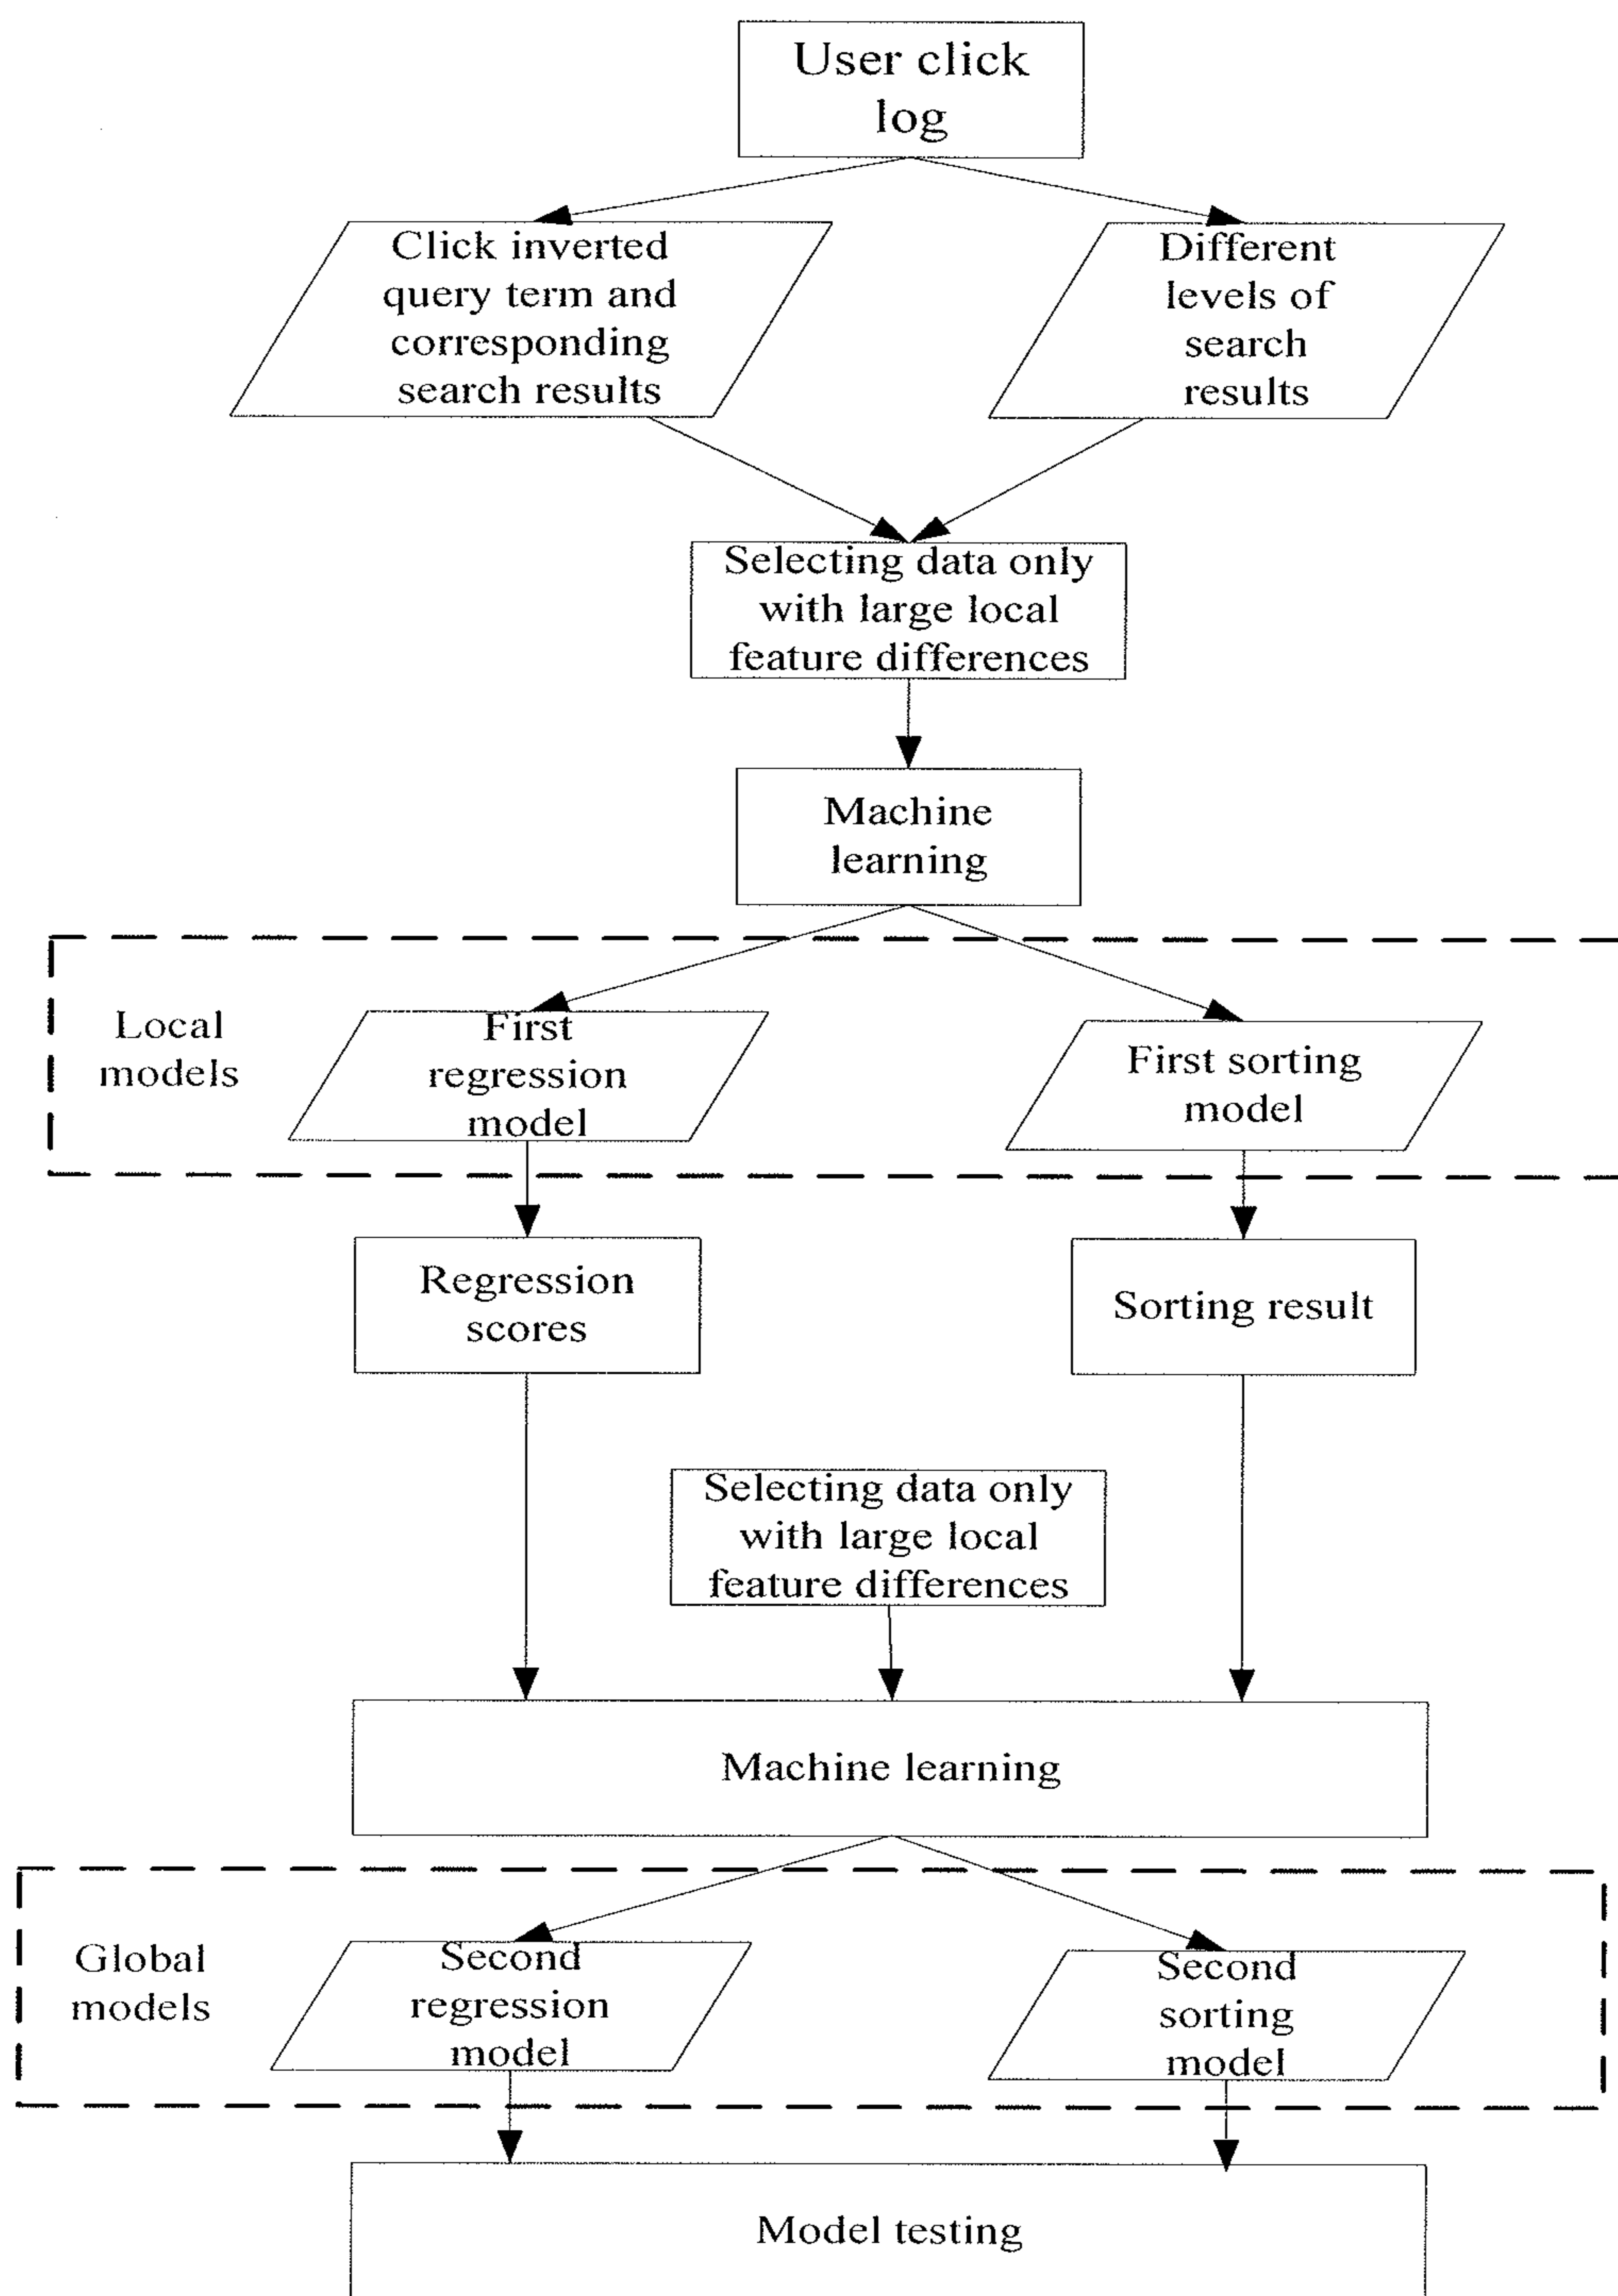 User click
log
Click inverted
query term and
corresponding
search results
Different
levels of
search
results
Selecting data only
with large local
feature differences
Machine
learning
Local
models
First
regression
model
First sorting
model
Regression
scores
Sorting result
Selecting data only
with large local
feature differences
Machine learning
Global
models
Second
regression
model
Second
sorting
model
Model testing